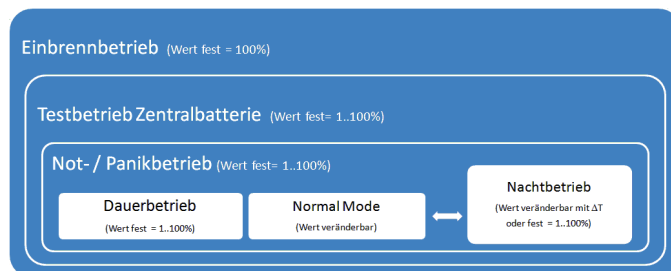 Einbrennbetrieb (Wert fest = 100%)
Testbetrieb Zentralbatterie (Wert fest= 1..100%)
Not- / Panikbetrieb (Wert fest= 1..100%)
Dauerbetrieb
(Wert fest = 1..100%)
Normal Mode
(Wert veränderbar)
Nachtbetrieb
(Wert veränderbar mit ΔT
oder fest = 1..100%)